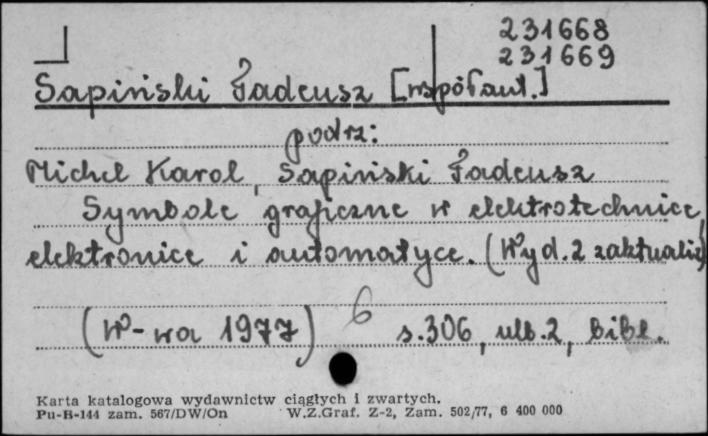 231668
231669
Sapiński Tadeusz [współaut.]
podrz:
Michel Karol, Sapiński Tadeusz
Symbole graficzne w elektrotechnice,
elektronice i automatyce. (Wyd. 2 zaktualiz)
(W-wa 1977) 6 s. 306, ulb. 2, bibl.
Karta katalogowa wydawnictw ciągłych i zwartych.
Pu-B-144 zam. 567/DW/On W.Z.Graf. Z-2, Zam. 502/77, 6 400 000